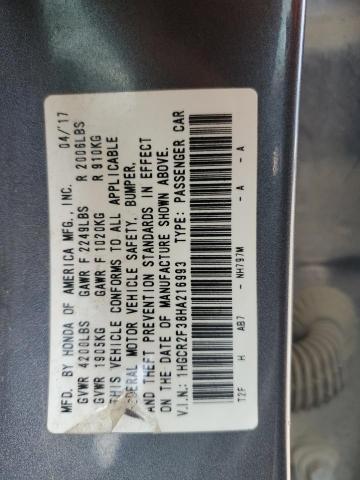 MFD. BY HONDA OF AMERICA MFG., INC. 04/17
GVWR 4200LBS GAWR F 2249LBS R 2006LBS
GVWR 1905KG GAWR F 1020KG R 910KG
THIS VEHICLE CONFORMS TO ALL APPLICABLE
FEDERAL MOTOR VEHICLE SAFETY, BUMPER,
AND THEFT PREVENTION STANDARDS IN EFFECT
ON THE DATE OF MANUFACTURE SHOWN ABOVE.
V.I.N.: 1HGCR2F38HA216993 TYPE: PASSENGER CAR
T2F H AB7 - NH797M - A - A